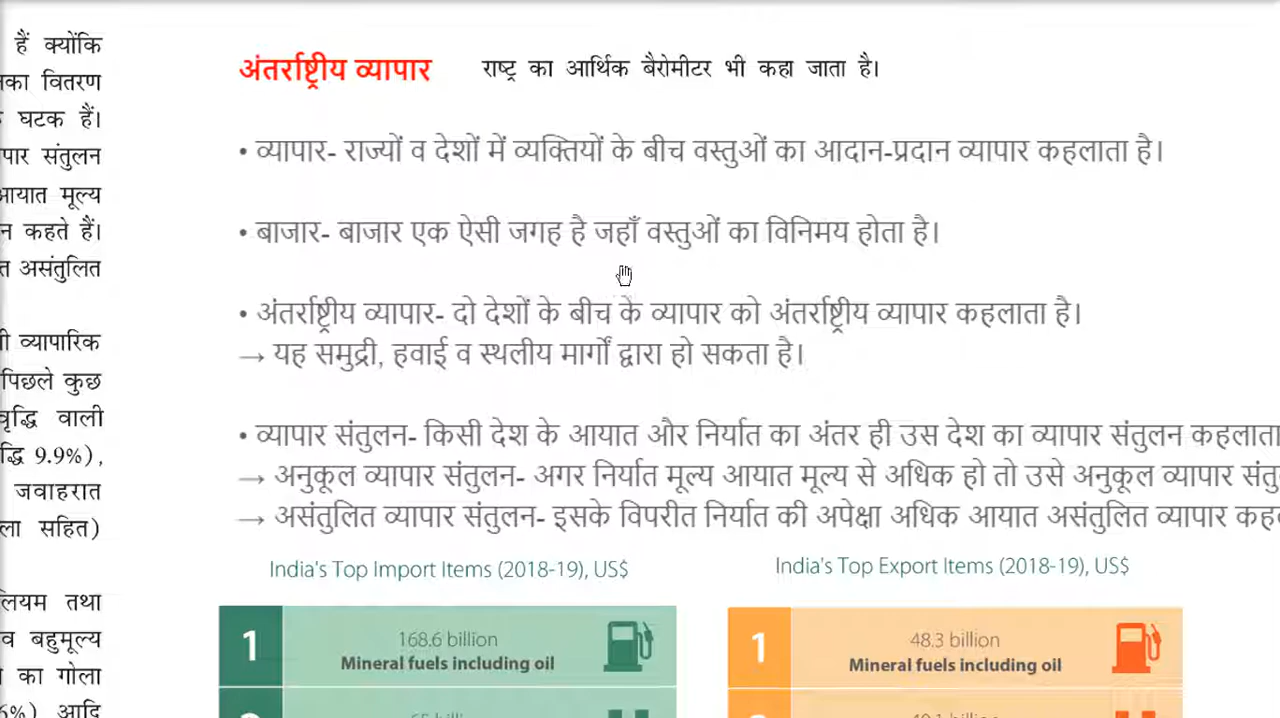 हैं क्योंकि
वितरण
घटक हैं।
संतुलन
आयात मूल्य
कहते हैं।
असंतुलित
व्यापारिक
पिछले कुछ
वृद्धि वाली
9.9%),
जवाहरात
सहित)
तथा
व बहुमूल्य
का गोला
आदि
अंतर्राष्ट्रीय व्यापार राष्ट्र का आर्थिक बैरोमीटर भी कहा जाता है।
• व्यापार- राज्यों व देशों में व्यक्तियों के बीच वस्तुओं का आदान-प्रदान व्यापार कहलाता है।
• बाजार- बाजार एक ऐसी जगह है जहाँ वस्तुओं का विनिमय होता है।
• अंतर्राष्ट्रीय व्यापार- दो देशों के बीच के व्यापार को अंतर्राष्ट्रीय व्यापार कहलाता है।
→ यह समुद्री, हवाई व स्थलीय मार्गों द्वारा हो सकता है।
• व्यापार संतुलन- किसी देश के आयात और निर्यात का अंतर ही उस देश का व्यापार संतुलन कहलाता
→ अनुकूल व्यापार संतुलन- अगर निर्यात मूल्य आयात मूल्य से अधिक हो तो उसे अनुकूल व्यापार
→ असंतुलित व्यापार संतुलन- इसके विपरीत निर्यात की अपेक्षा अधिक आयात असंतुलित व्यापार
India's Top Import Items (2018-19), US$
1
168.6 billion
Mineral fuels including oil
India's Top Export Items (2018-19), US$
1
48.3 billion
Mineral fuels including oil